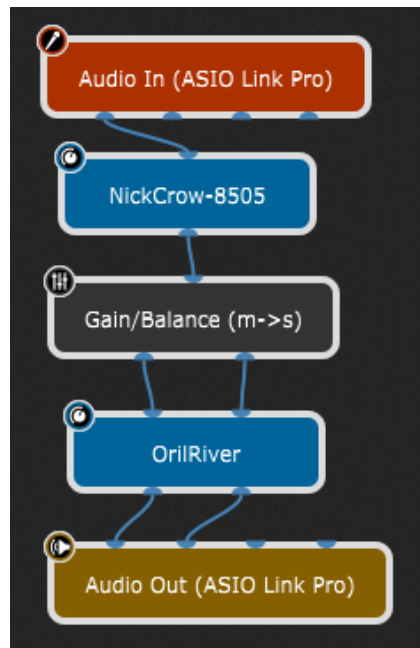 Audio In (ASIO Link Pro)
NickCrow-8505
Gain/Balance (m->s)
OrilRiver
Audio Out (ASIO Link Pro)